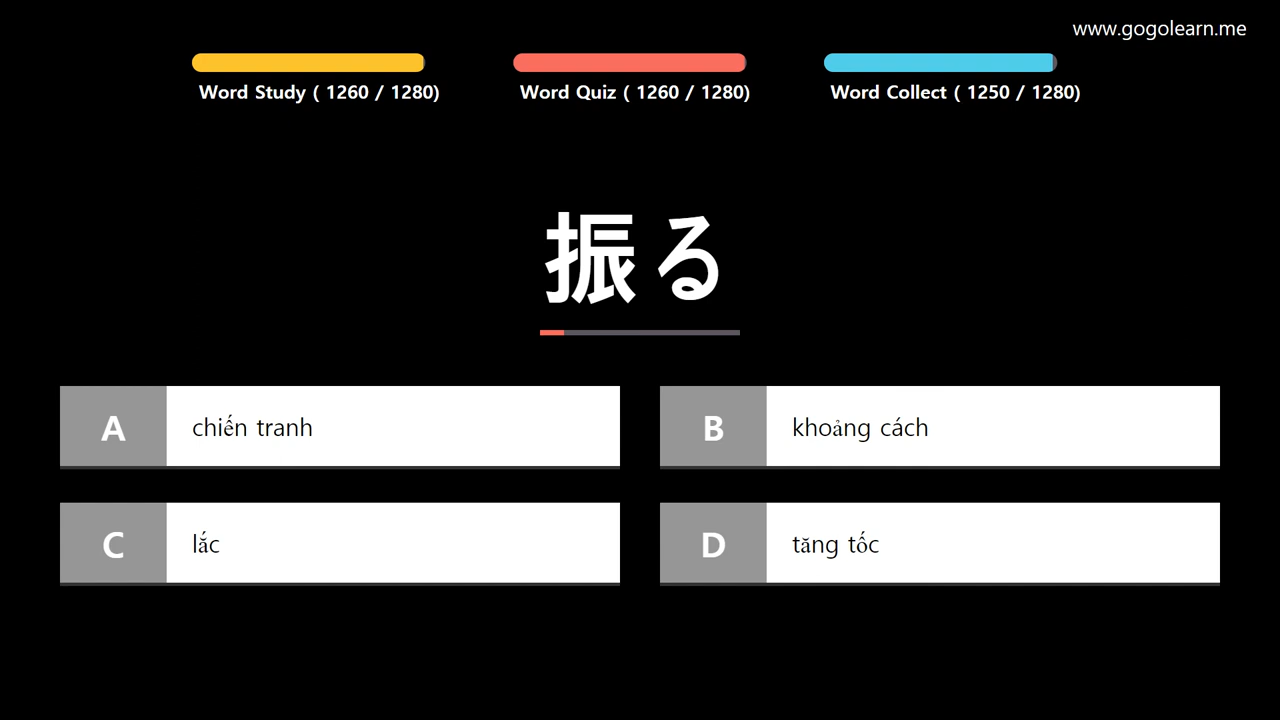 www.gogolearn.me
Word Study ( 1260 / 1280)
Word Quiz ( 1260 / 1280)
Word Collect ( 1250 / 1280)
振る
A chiến tranh
B khoảng cách
C lắc
D tăng tốc